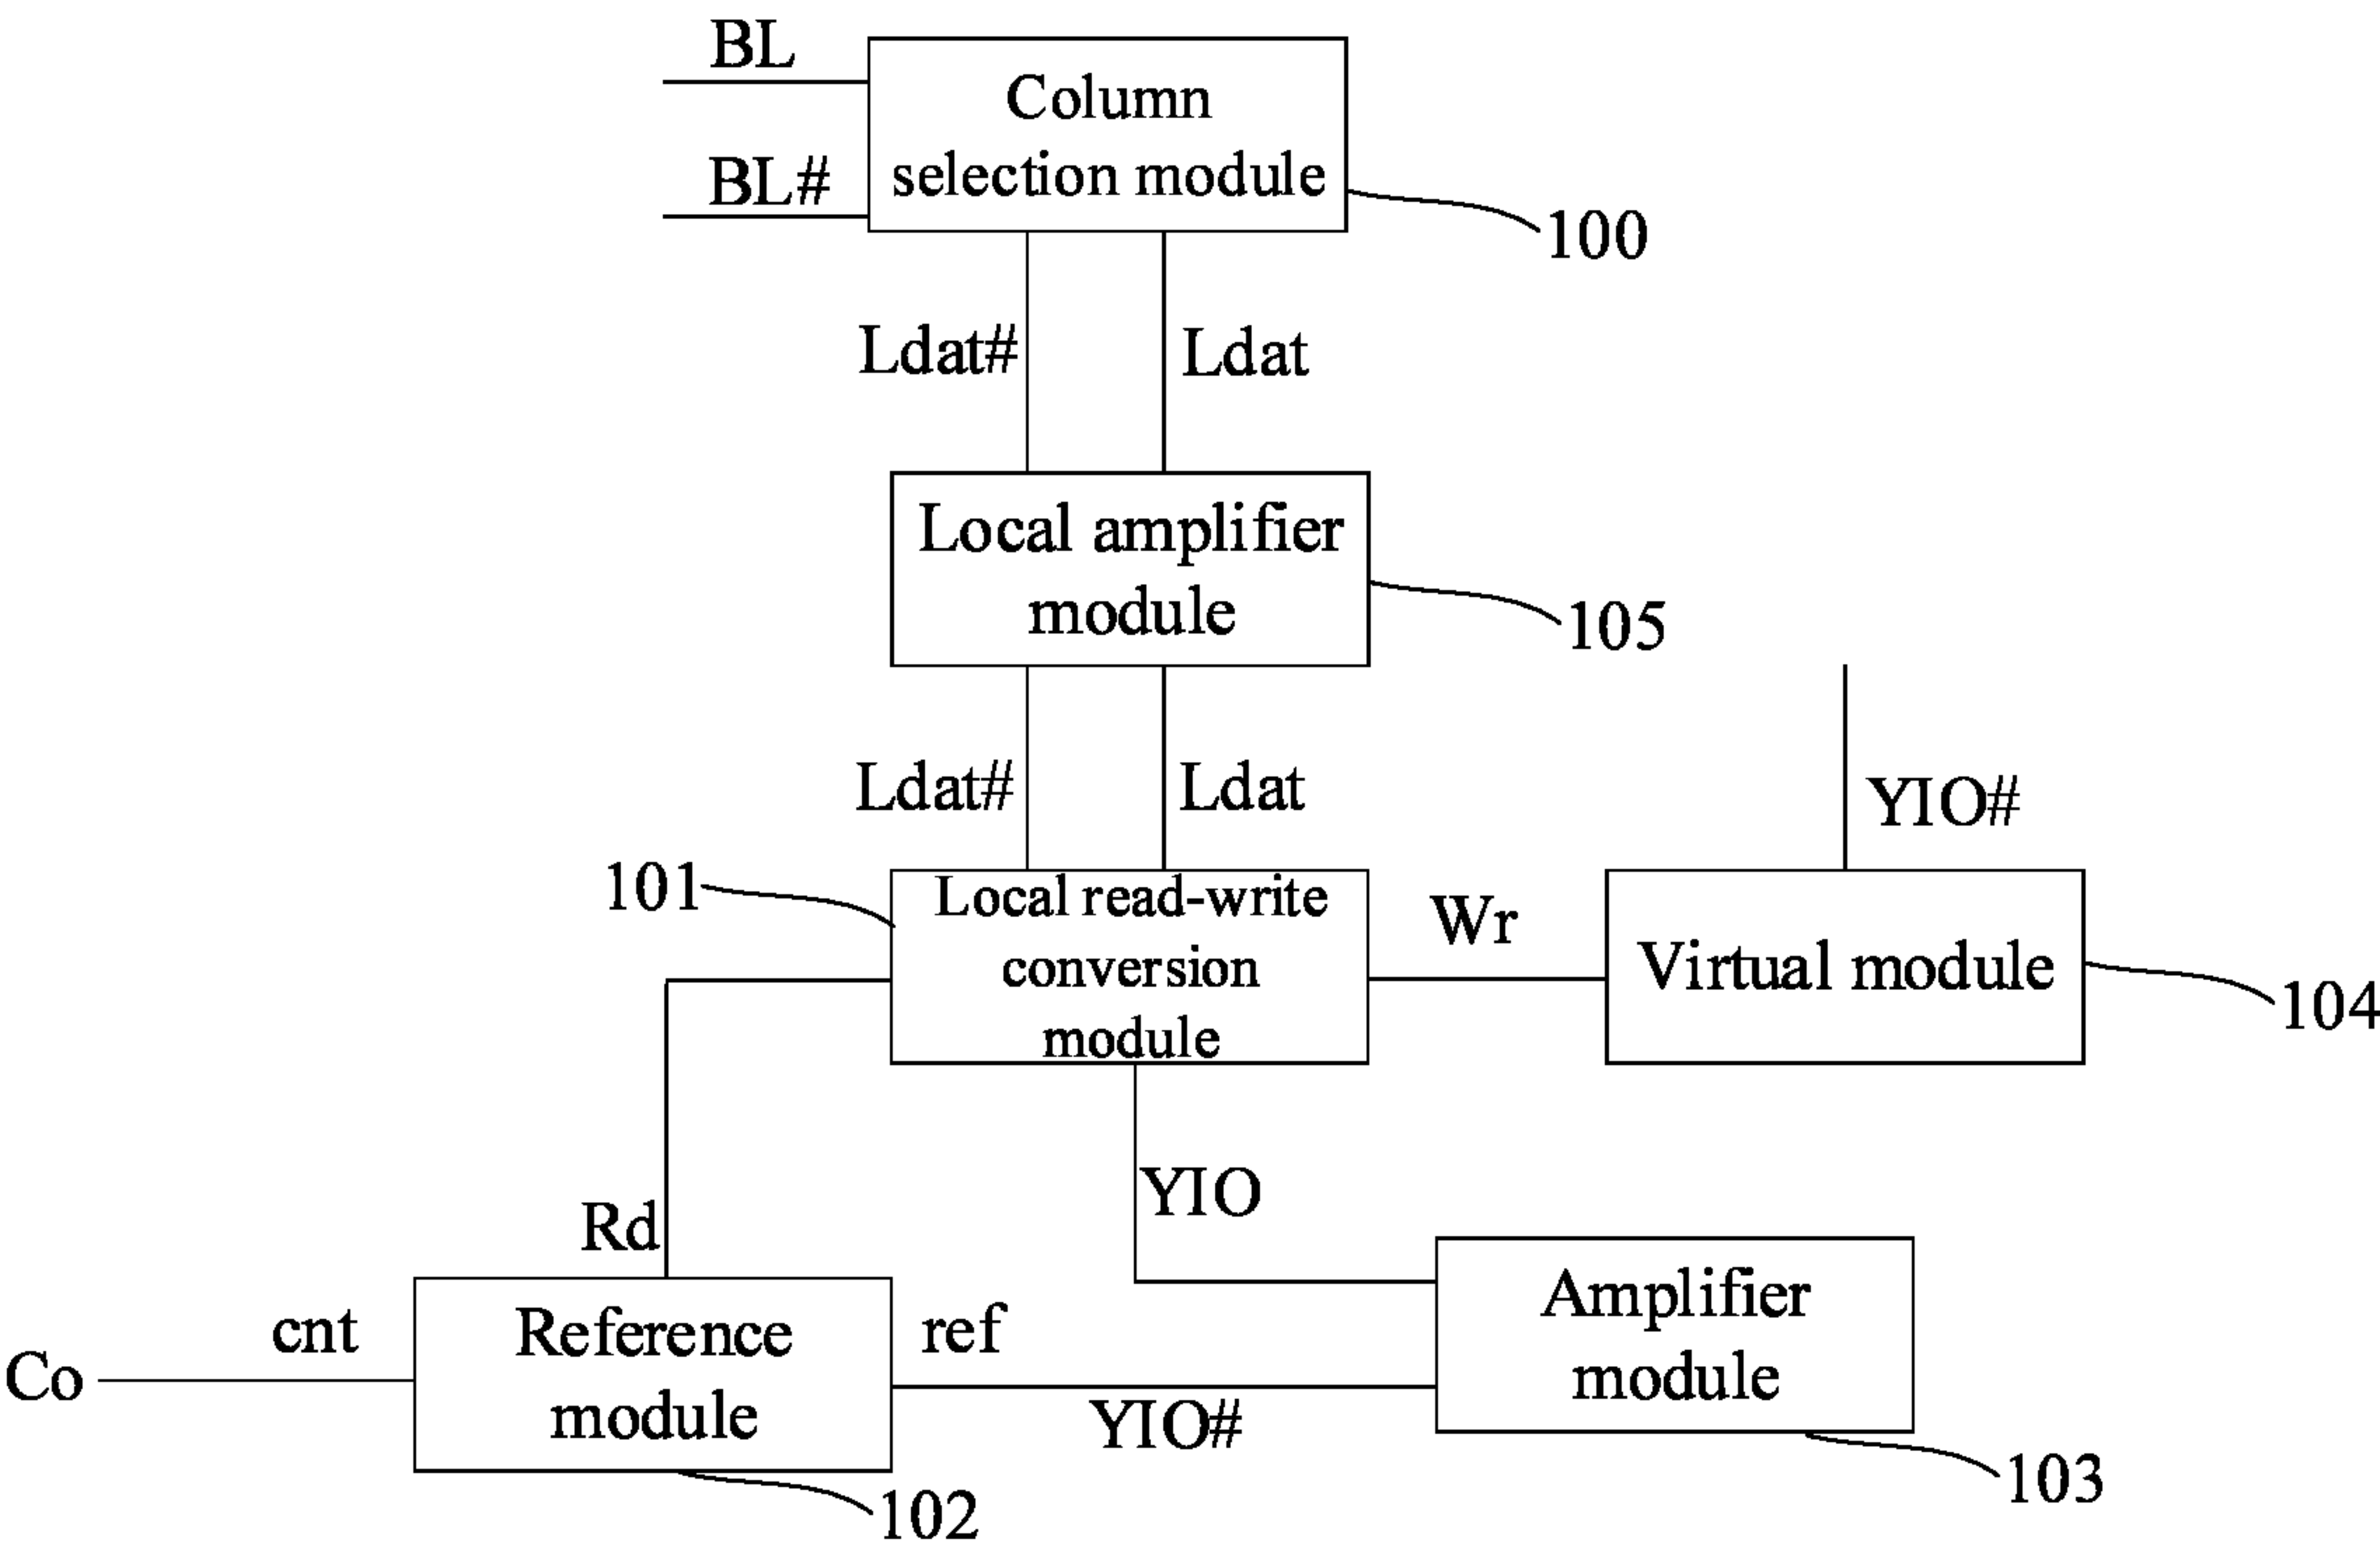 BL
Column
selection module
BL#
100
Ldat#
Ldat
Local amplifier
module
105
Ldat#
Ldat
YIO#
101
Local read-write
conversion
module
Wr
Virtual module
104
YIO
Rd
cnt
Co
Reference
module
ref
YIO#
Amplifier
module
103
102